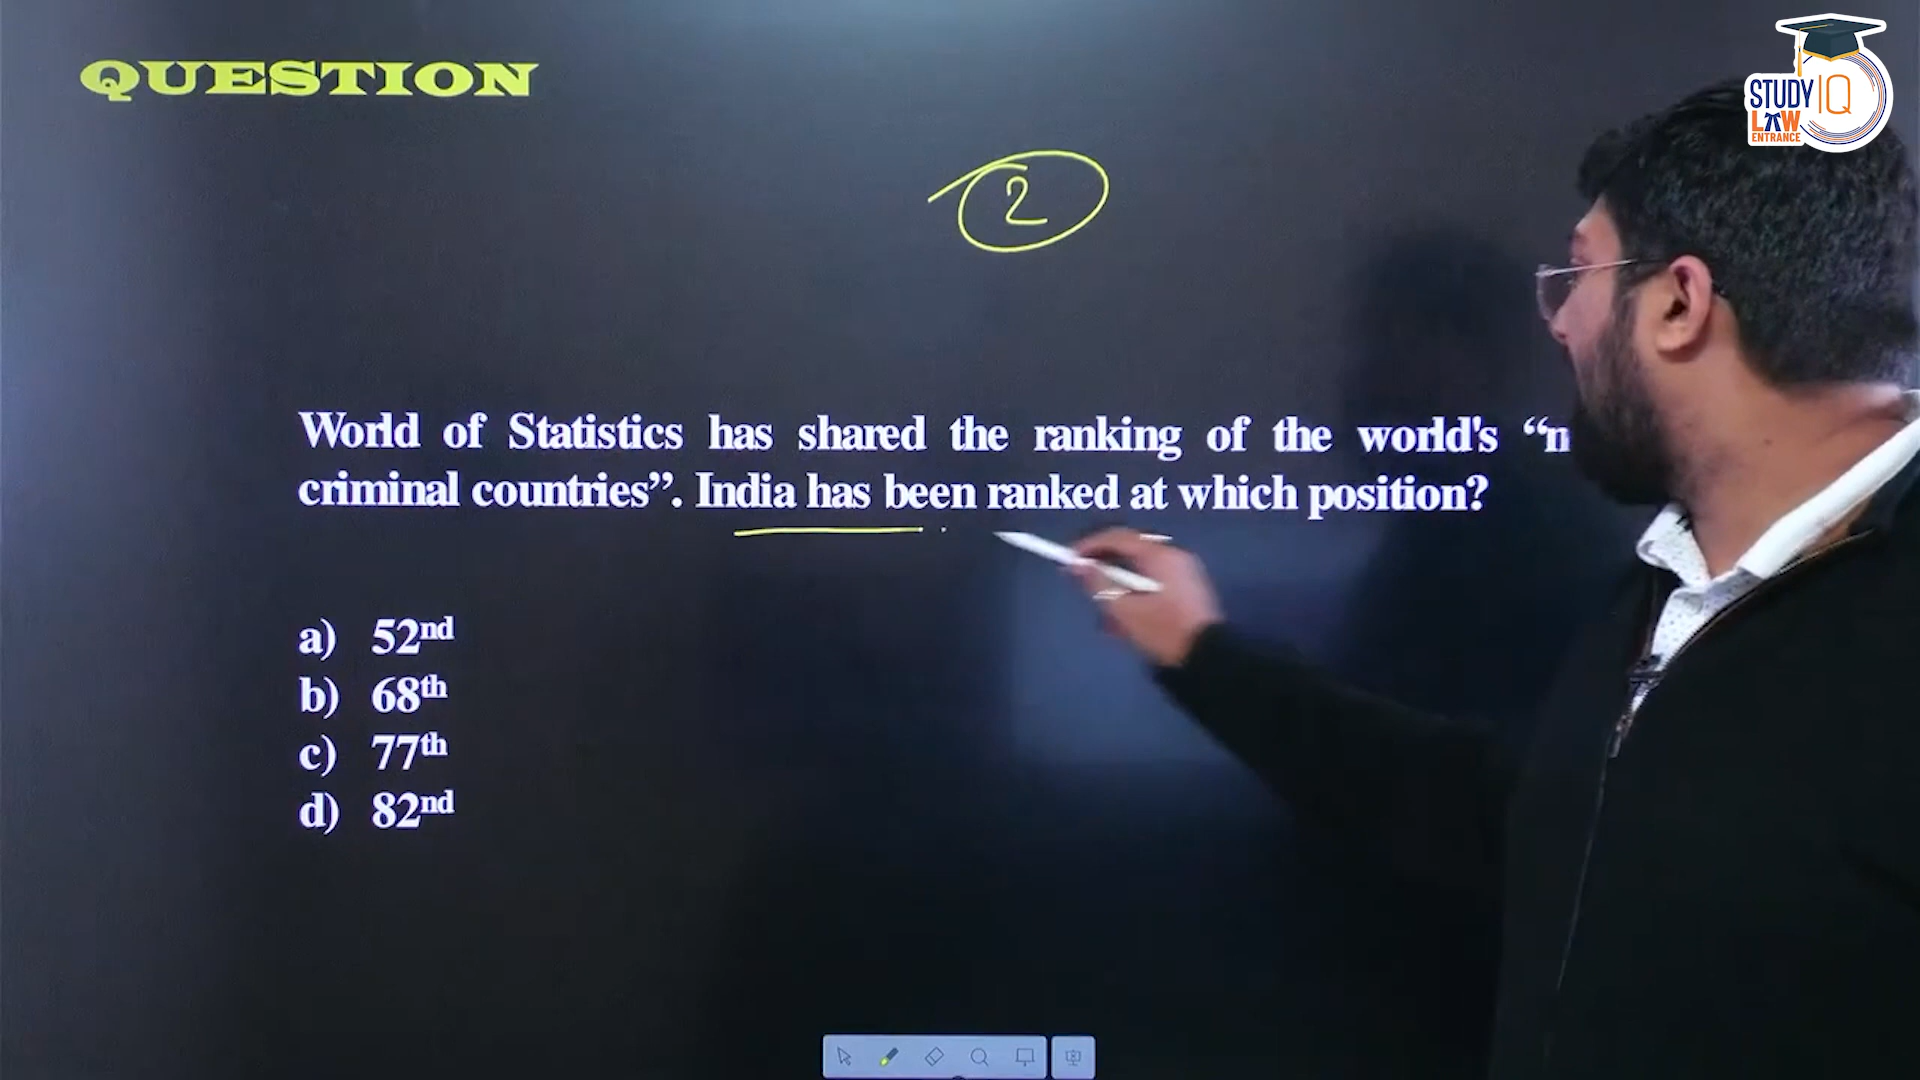 QUESTION
STUDY IQ
LAW
ENTRANCE
2
World of Statistics has shared the ranking of the world's
criminal countries”. India has been ranked at which position?
a) 52nd
b) 68th
c) 77th
d) 82nd